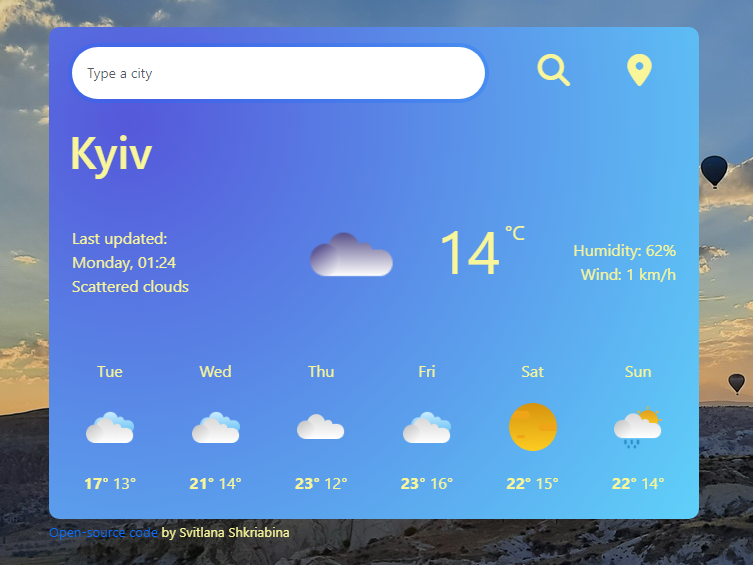 Type a city
Kyiv
Last updated:
Monday, 01:24
Scattered clouds
14 °C
Humidity: 62%
Wind: 1 km/h
Tue Wed Thu Fri Sat Sun
17° 13° 21° 14° 23° 12° 23° 16° 22° 15° 22° 14°
Open-source code by Svitlana Shkriabina